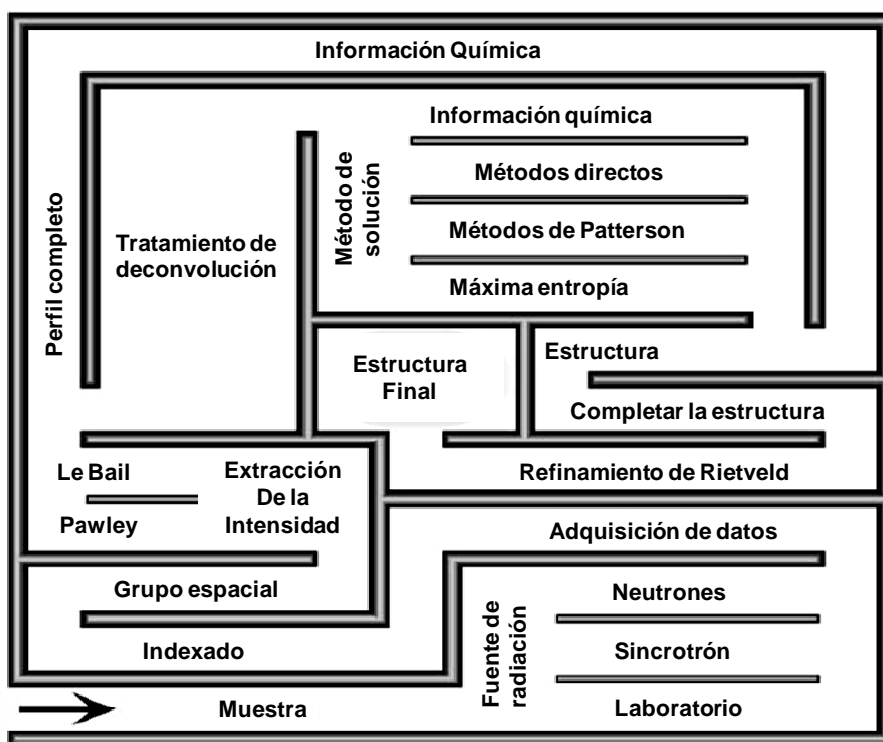 Información Química
Información química
Métodos directos
Métodos de Patterson
Máxima entropía
Método de
solución
Perfil completo
Tratamiento de
deconvolución
Estructura
Final
Estructura
Completar la estructura
Refinamiento de Rietveld
Le Bail
Pawley
Extracción
De la
Intensidad
Adquisición de datos
Grupo espacial
Indexado
Neutrones
Sincrotrón
Laboratorio
Fuente de
radiación
Muestra